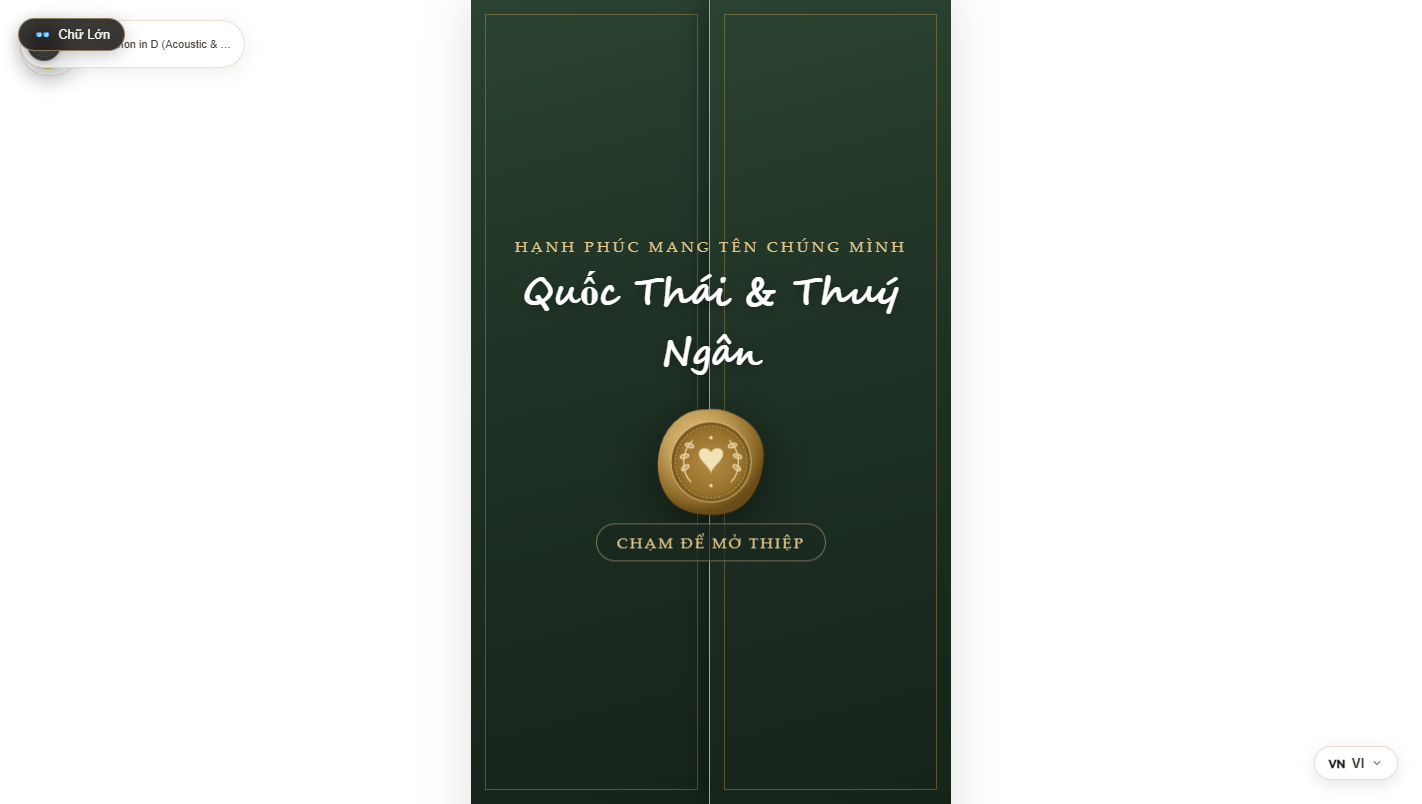 Chữ Lớn
in D (Acoustic & ...
HẠNH PHÚC MANG TÊN CHÚNG MÌNH
Quốc Thái & Thuý
Ngân
CHẠM ĐỂ MỞ THIỆP
VN VI